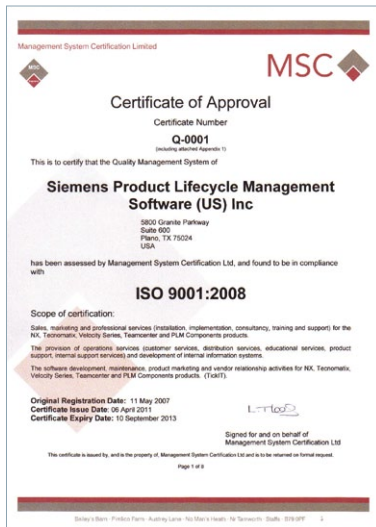 Management System Certification Limited
MSC
MSC
Certificate of Approval
Certificate Number
Q-0001
(including attached Appendix 1)
This is to certify that the Quality Management System of
Siemens Product Lifecycle Management
Software (US) Inc
5800 Granite Parkway
Suite 600
Plano, TX 75024
USA
has been assessed by Management System Certification Ltd, and found to be in compliance
with
ISO 9001:2008
Scope of certification:
Sales, marketing and professional services (installation, implementation, consultancy, training and support) for the
NX, Tecnomatix, Velocity Series, Teamcenter and PLM Components products.
The provision of operations services (customer services, distribution services, educational services, product
support, internal support services) and development of internal information systems.
The software development, maintenance, product marketing and vendor relationship activities for NX, Tecnomatix,
Velocity Series, Teamcenter and PLM Components products. (TickIT).
Original Registration Date: 11 May 2007
Certificate Issue Date: 06 April 2011
Certificate Expiry Date: 10 September 2013
Signed for and on behalf of
Management System Certification Ltd
This certificate is issued by, and is the property of, Management System Certification Ltd and is to be returned on formal request.
Page 1 of 8